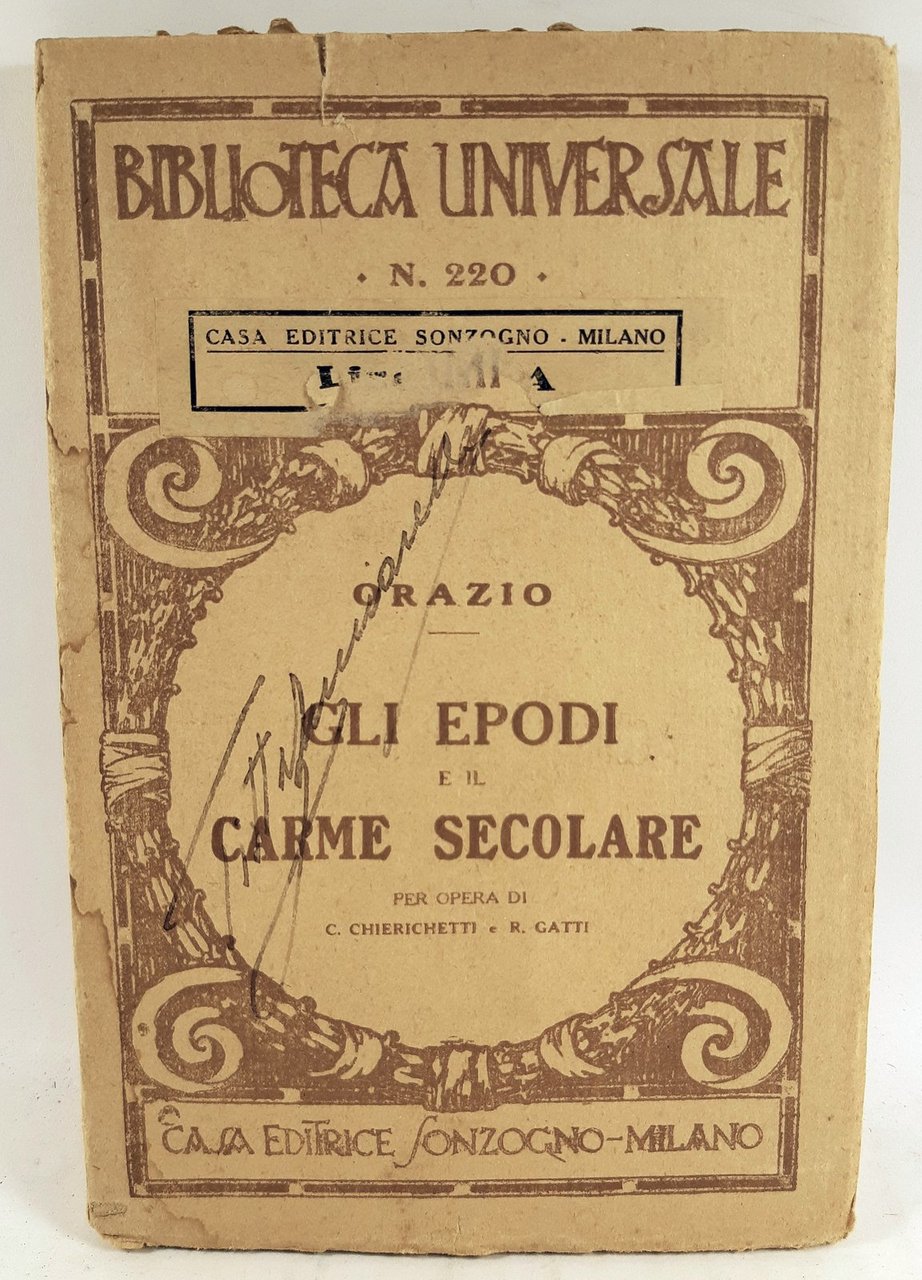 BIBLIOTECA UNIVERSALE
• N. 220 •
CASA EDITRICE SONZOGNO - MILANO
ORAZIO
GLI EPODI
E IL
CARME SECOLARE
PER OPERA DI
C. CHIERICHETTI e R. GATTI
CASA EDITRICE SONZOGNO-MILANO